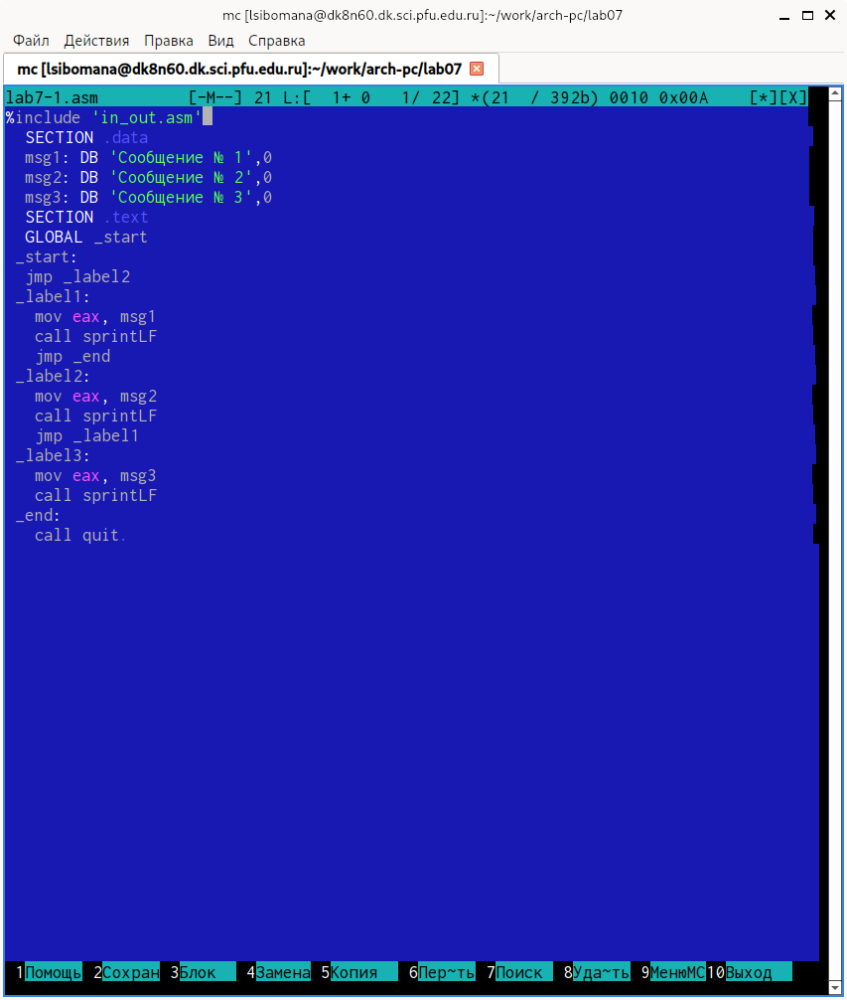 mc [lsibomana@dk8n60.dk.sci.pfu.edu.ru]:~/work/arch-pc/lab07
Файл Действия Правка Вид Справка
mc [lsibomana@dk8n60.dk.sci.pfu.edu.ru]:~/work/arch-pc/lab07
lab7-1.asm [-M--] 21 L:[ 1+ 0 1/ 22] *(21 / 392b) 0010 0x00A [*][X]
%include 'in_out.asm'
SECTION .data
msg1: DB 'Сообщение № 1',0
msg2: DB 'Сообщение № 2',0
msg3: DB 'Сообщение № 3',0
SECTION .text
GLOBAL _start
_start:
jmp _label2
_label1:
mov eax, msg1
call sprintLF
jmp _end
_label2:
mov eax, msg2
call sprintLF
jmp _label1
_label3:
mov eax, msg3
call sprintLF
_end:
call quit.
1Помощь 2Сохран 3Блок 4Замена 5Копия 6Пер~ть 7Поиск 8Уда~ть 9МенюMC 10Выход